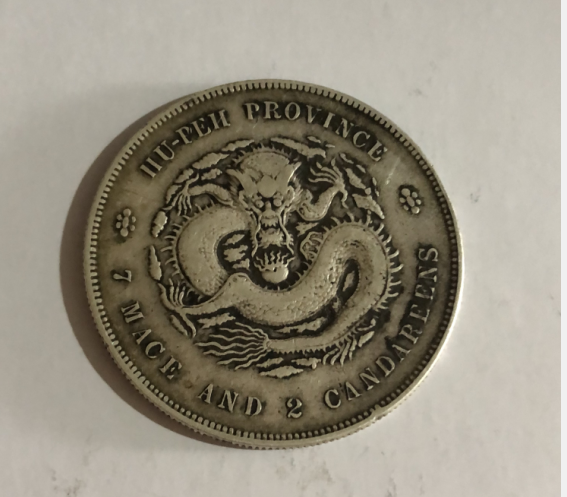 HU-PEH PROVINCE
7 MACE AND 2 CANDAREENS